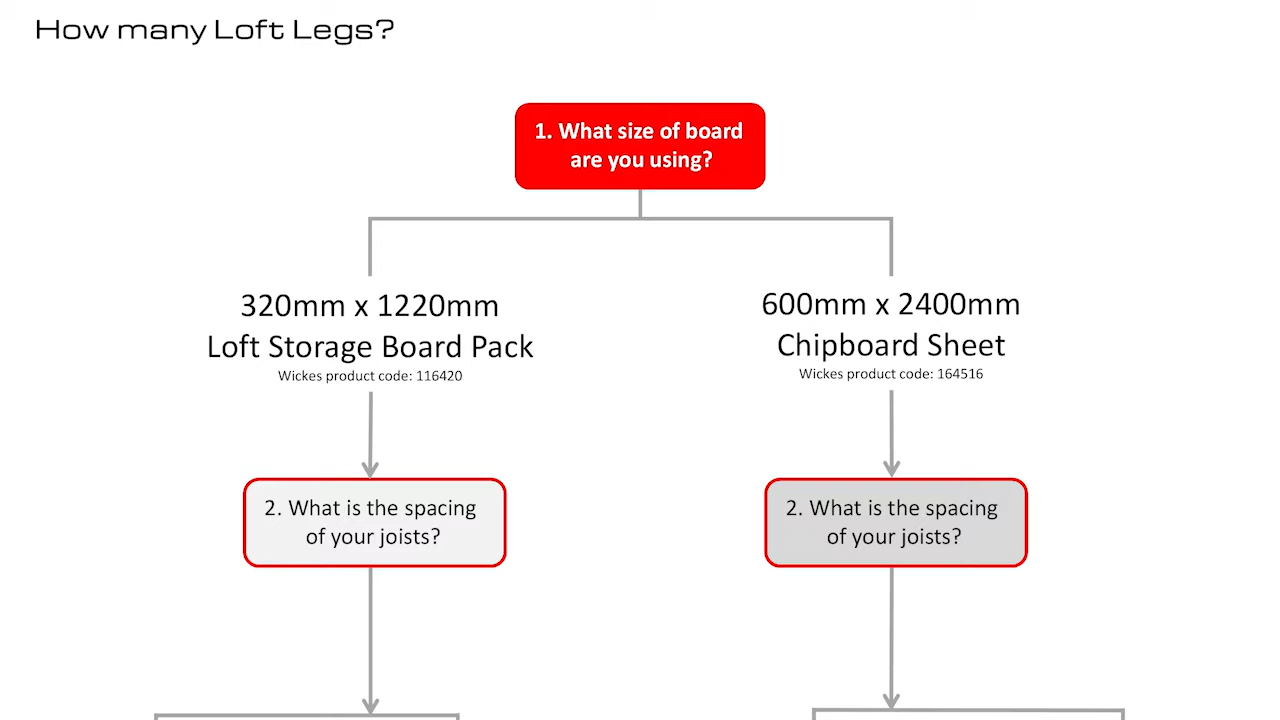 How many Loft Legs?
1. What size of board
are you using?
320mm x 1220mm
Loft Storage Board Pack
Wickes product code: 116420
600mm x 2400mm
Chipboard Sheet
Wickes product code: 164516
2. What is the spacing
of your joists?
2. What is the spacing
of your joists?